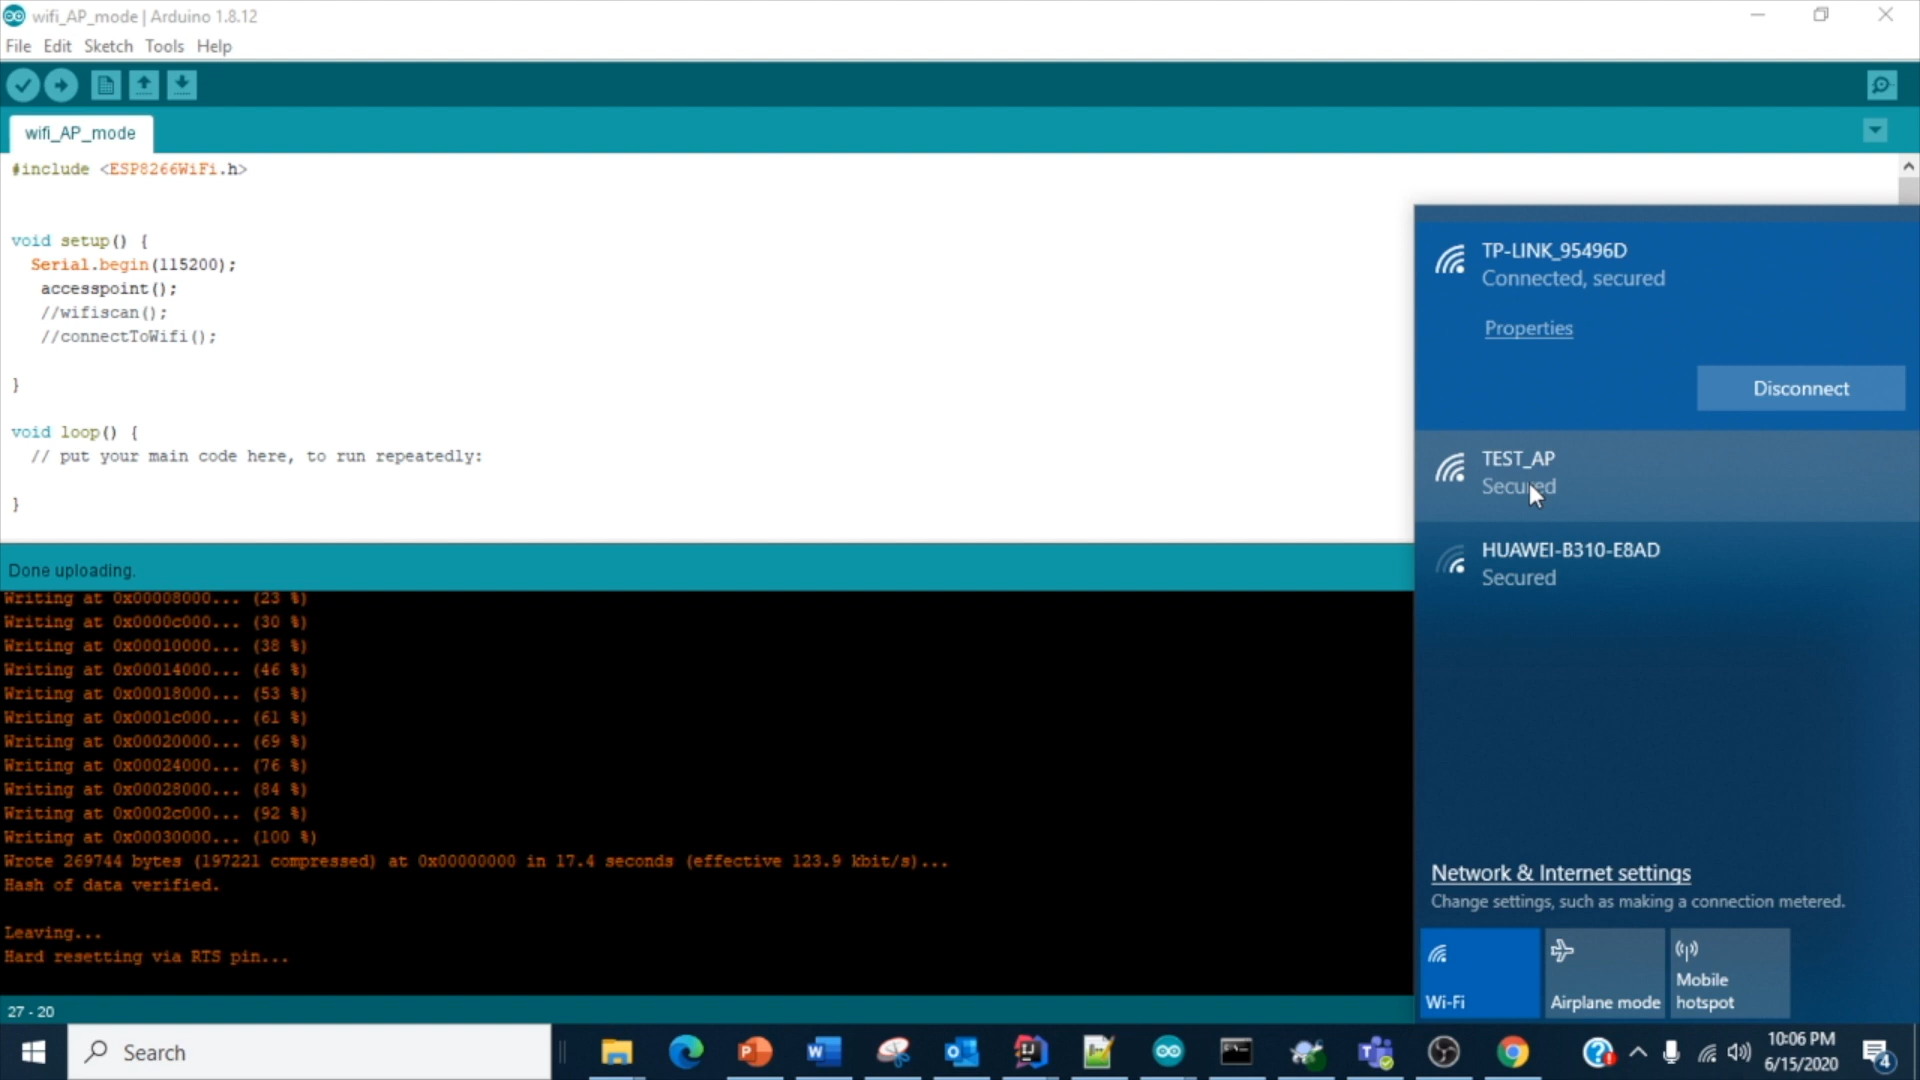 wifi_AP_mode | Arduino 1.8.12
File Edit Sketch Tools Help
wifi_AP_mode
#include <ESP8266WiFi.h>
void setup() {
Serial.begin(115200);
accesspoint();
//wifiscan();
//connectToWifi();
}
void loop() {
// put your main code here, to run repeatedly:
}
Done uploading.
Writing at 0x00008000... (23 %)
Writing at 0x0000c000... (30 %)
Writing at 0x00010000... (38 %)
Writing at 0x00014000... (46 %)
Writing at 0x00018000... (53 %)
Writing at 0x0001c000... (61 %)
Writing at 0x00020000... (69 %)
Writing at 0x00024000... (76 %)
Writing at 0x00028000... (84 %)
Writing at 0x0002c000... (92 %)
Writing at 0x00030000... (100 %)
Wrote 269744 bytes (197221 compressed) at 0x00000000 in 17.4 seconds (effective 123.9 kbit/s)...
Hash of data verified.
Leaving...
Hard resetting via RTS pin...
27 - 20
TP-LINK_95496D
Connected, secured
Properties
Disconnect
TEST_AP
Secured
HUAWEI-B310-E8AD
Secured
Network & Internet settings
Change settings, such as making a connection metered.
Wi-Fi
Airplane mode
Mobile
hotspot
Search
10:06 PM
6/15/2020
4